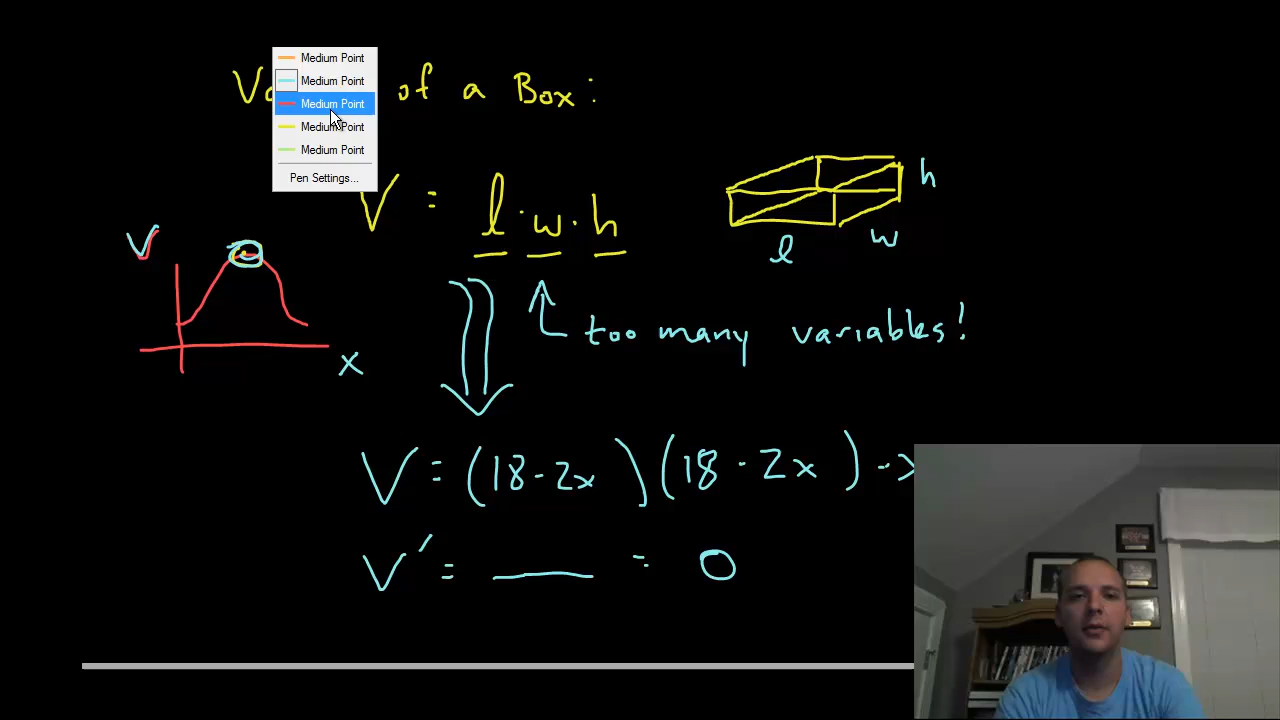 Medium Point
Medium Point
Medium Point
Medium Point
Medium Point
Pen Settings...
of a Box:
V = l · w · h
h
w
l
V
x
too many variables!
V = (18 - 2x)(18 - 2x) · x
V' = ___ = 0